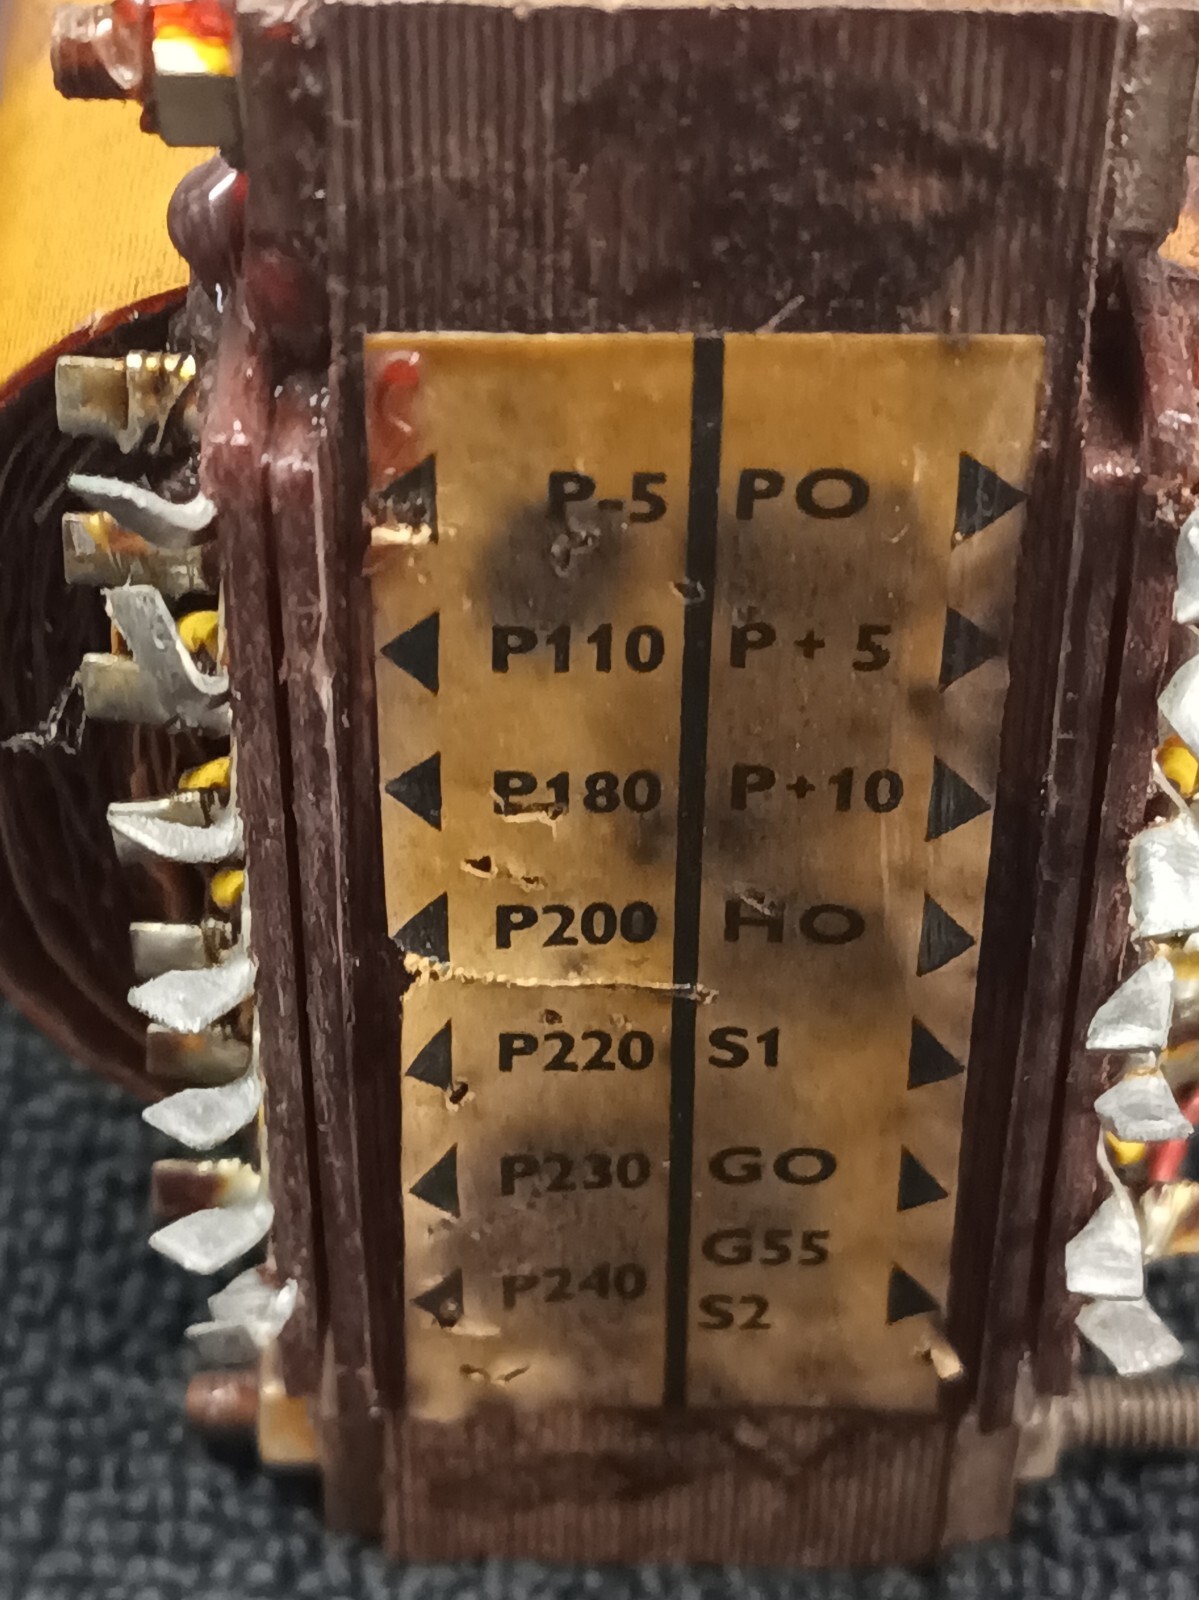 P-5 PO
P110 P+5
P180 P+10
P200 HO
P220 S1
P230 GO
G55
P240 S2